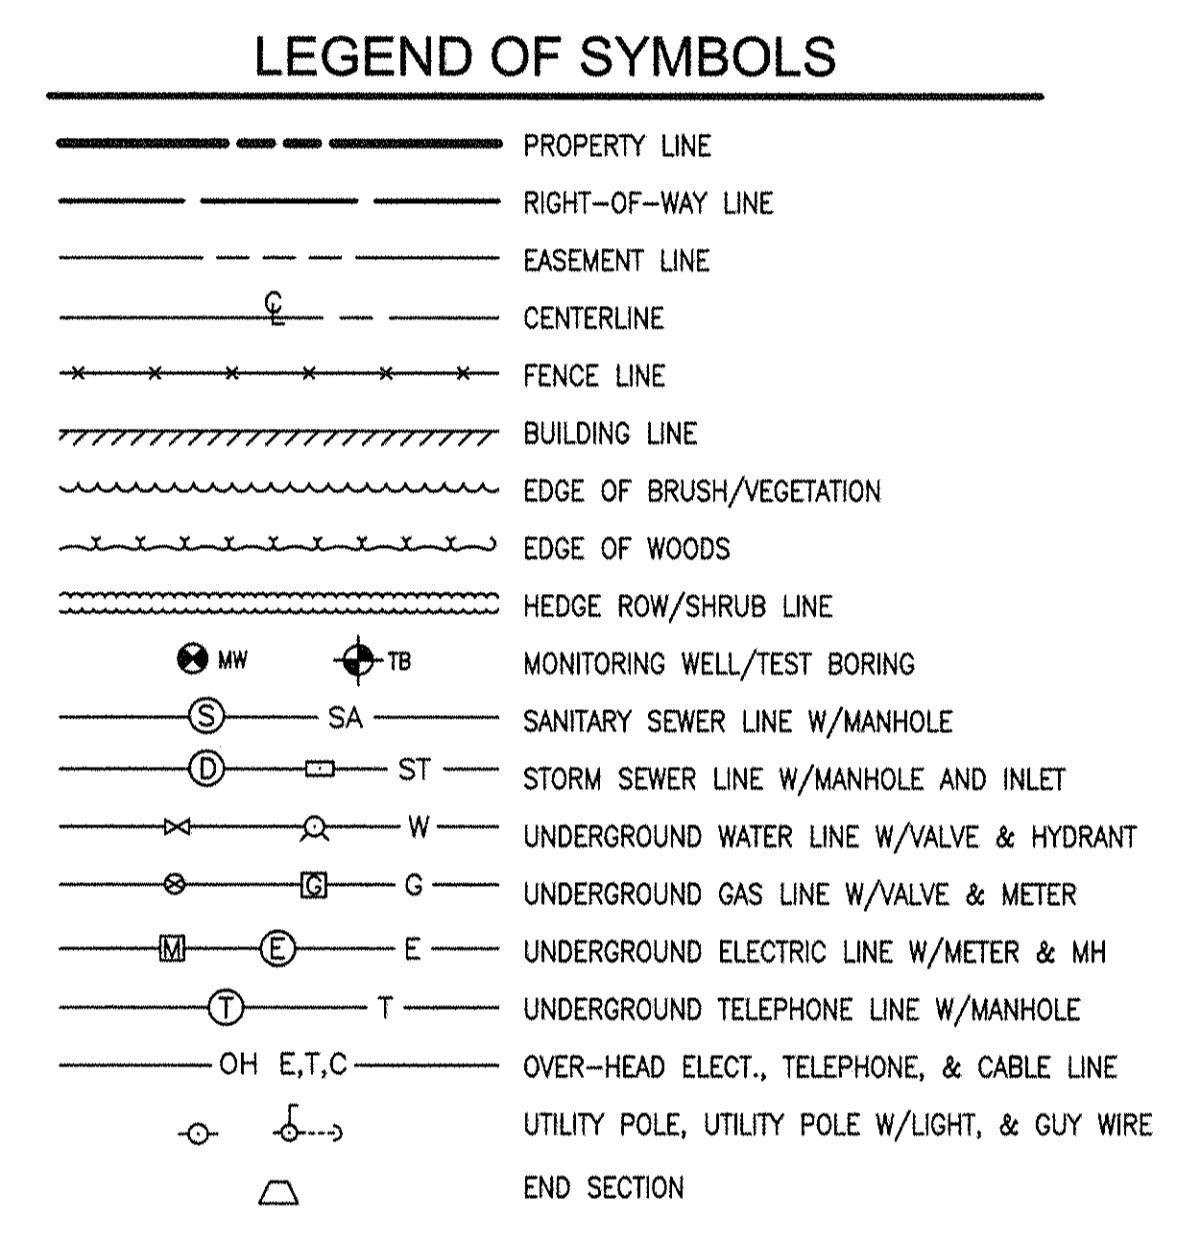 LEGEND OF SYMBOLS
PROPERTY LINE
RIGHT-OF-WAY LINE
EASEMENT LINE
CL CENTERLINE
FENCE LINE
BUILDING LINE
EDGE OF BRUSH/VEGETATION
EDGE OF WOODS
HEDGE ROW/SHRUB LINE
MW TB MONITORING WELL/TEST BORING
S SA SANITARY SEWER LINE W/MANHOLE
D ST STORM SEWER LINE W/MANHOLE AND INLET
W UNDERGROUND WATER LINE W/VALVE & HYDRANT
G G UNDERGROUND GAS LINE W/VALVE & METER
M E E UNDERGROUND ELECTRIC LINE W/METER & MH
T T UNDERGROUND TELEPHONE LINE W/MANHOLE
OH E,T,C OVER-HEAD ELECT., TELEPHONE, & CABLE LINE
UTILITY POLE, UTILITY POLE W/LIGHT, & GUY WIRE
END SECTION